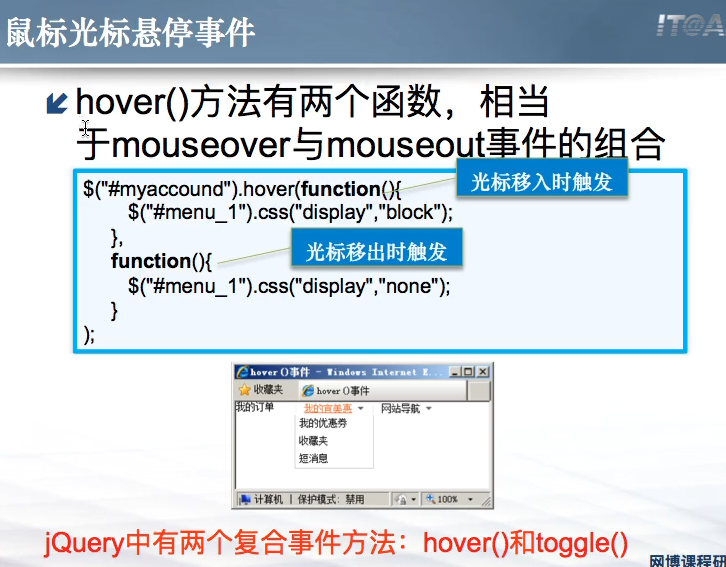 鼠标光标悬停事件
IT@A
hover()方法有两个函数，相当
于mouseover与mouseout事件的组合
$("#myaccound").hover(function(){
光标移入时触发
$("#menu_1").css("display","block");
},
光标移出时触发
function(){
$("#menu_1").css("display","none");
}
);
hover()事件 - Windows Internet E...
收藏夹
hover()事件
我的订单
网站导航
我的优惠券
收藏夹
短消息
计算机 | 保护模式: 禁用
100%
jQuery中有两个复合事件方法：hover()和toggle()
网博课程研